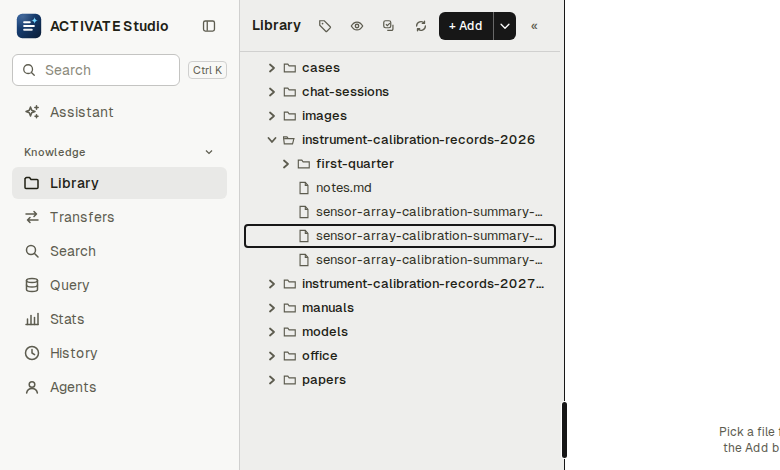 ACTIVATE Studio
Search
Ctrl K
Assistant
Knowledge
Library
Transfers
Search
Query
Stats
History
Agents
Library
+ Add
«
cases
chat-sessions
images
instrument-calibration-records-2026
first-quarter
notes.md
sensor-array-calibration-summary-…
sensor-array-calibration-summary-…
sensor-array-calibration-summary-…
instrument-calibration-records-2027…
manuals
models
office
papers
Pick a file
the Add b